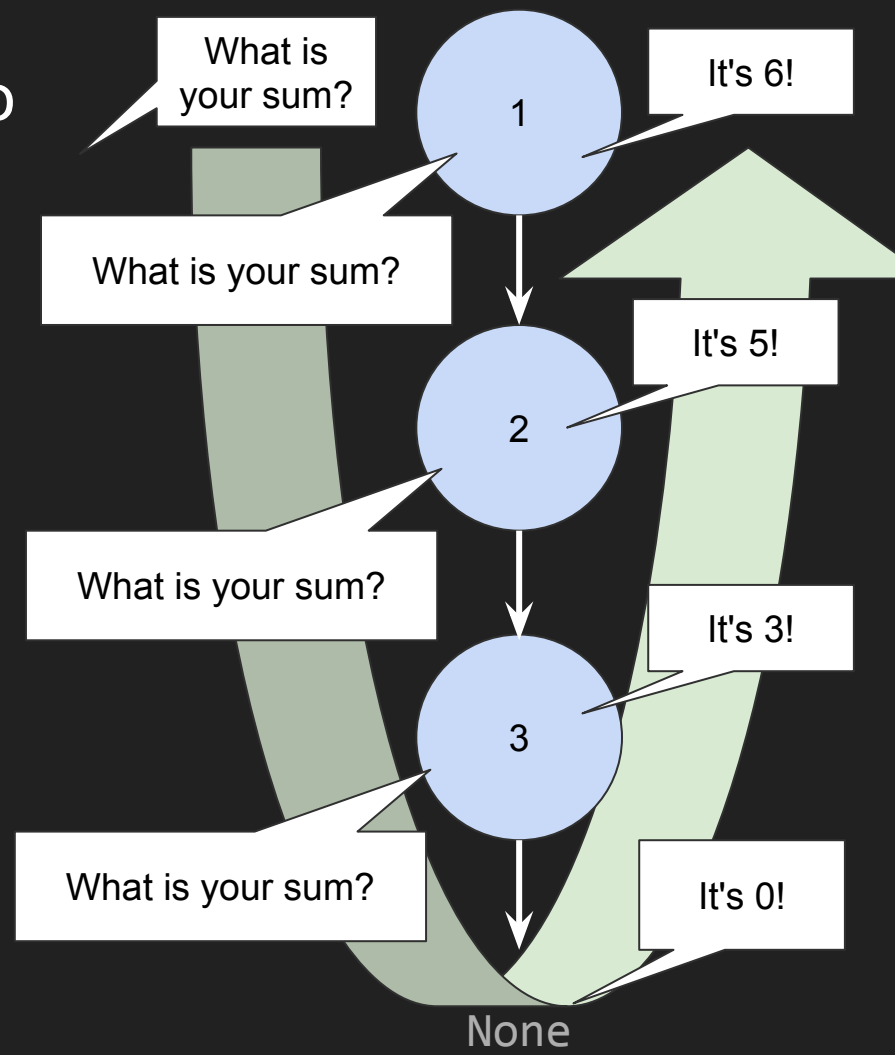 What is
your sum?
1
It's 6!
What is your sum?
It's 5!
2
What is your sum?
It's 3!
3
What is your sum?
It's 0!
None